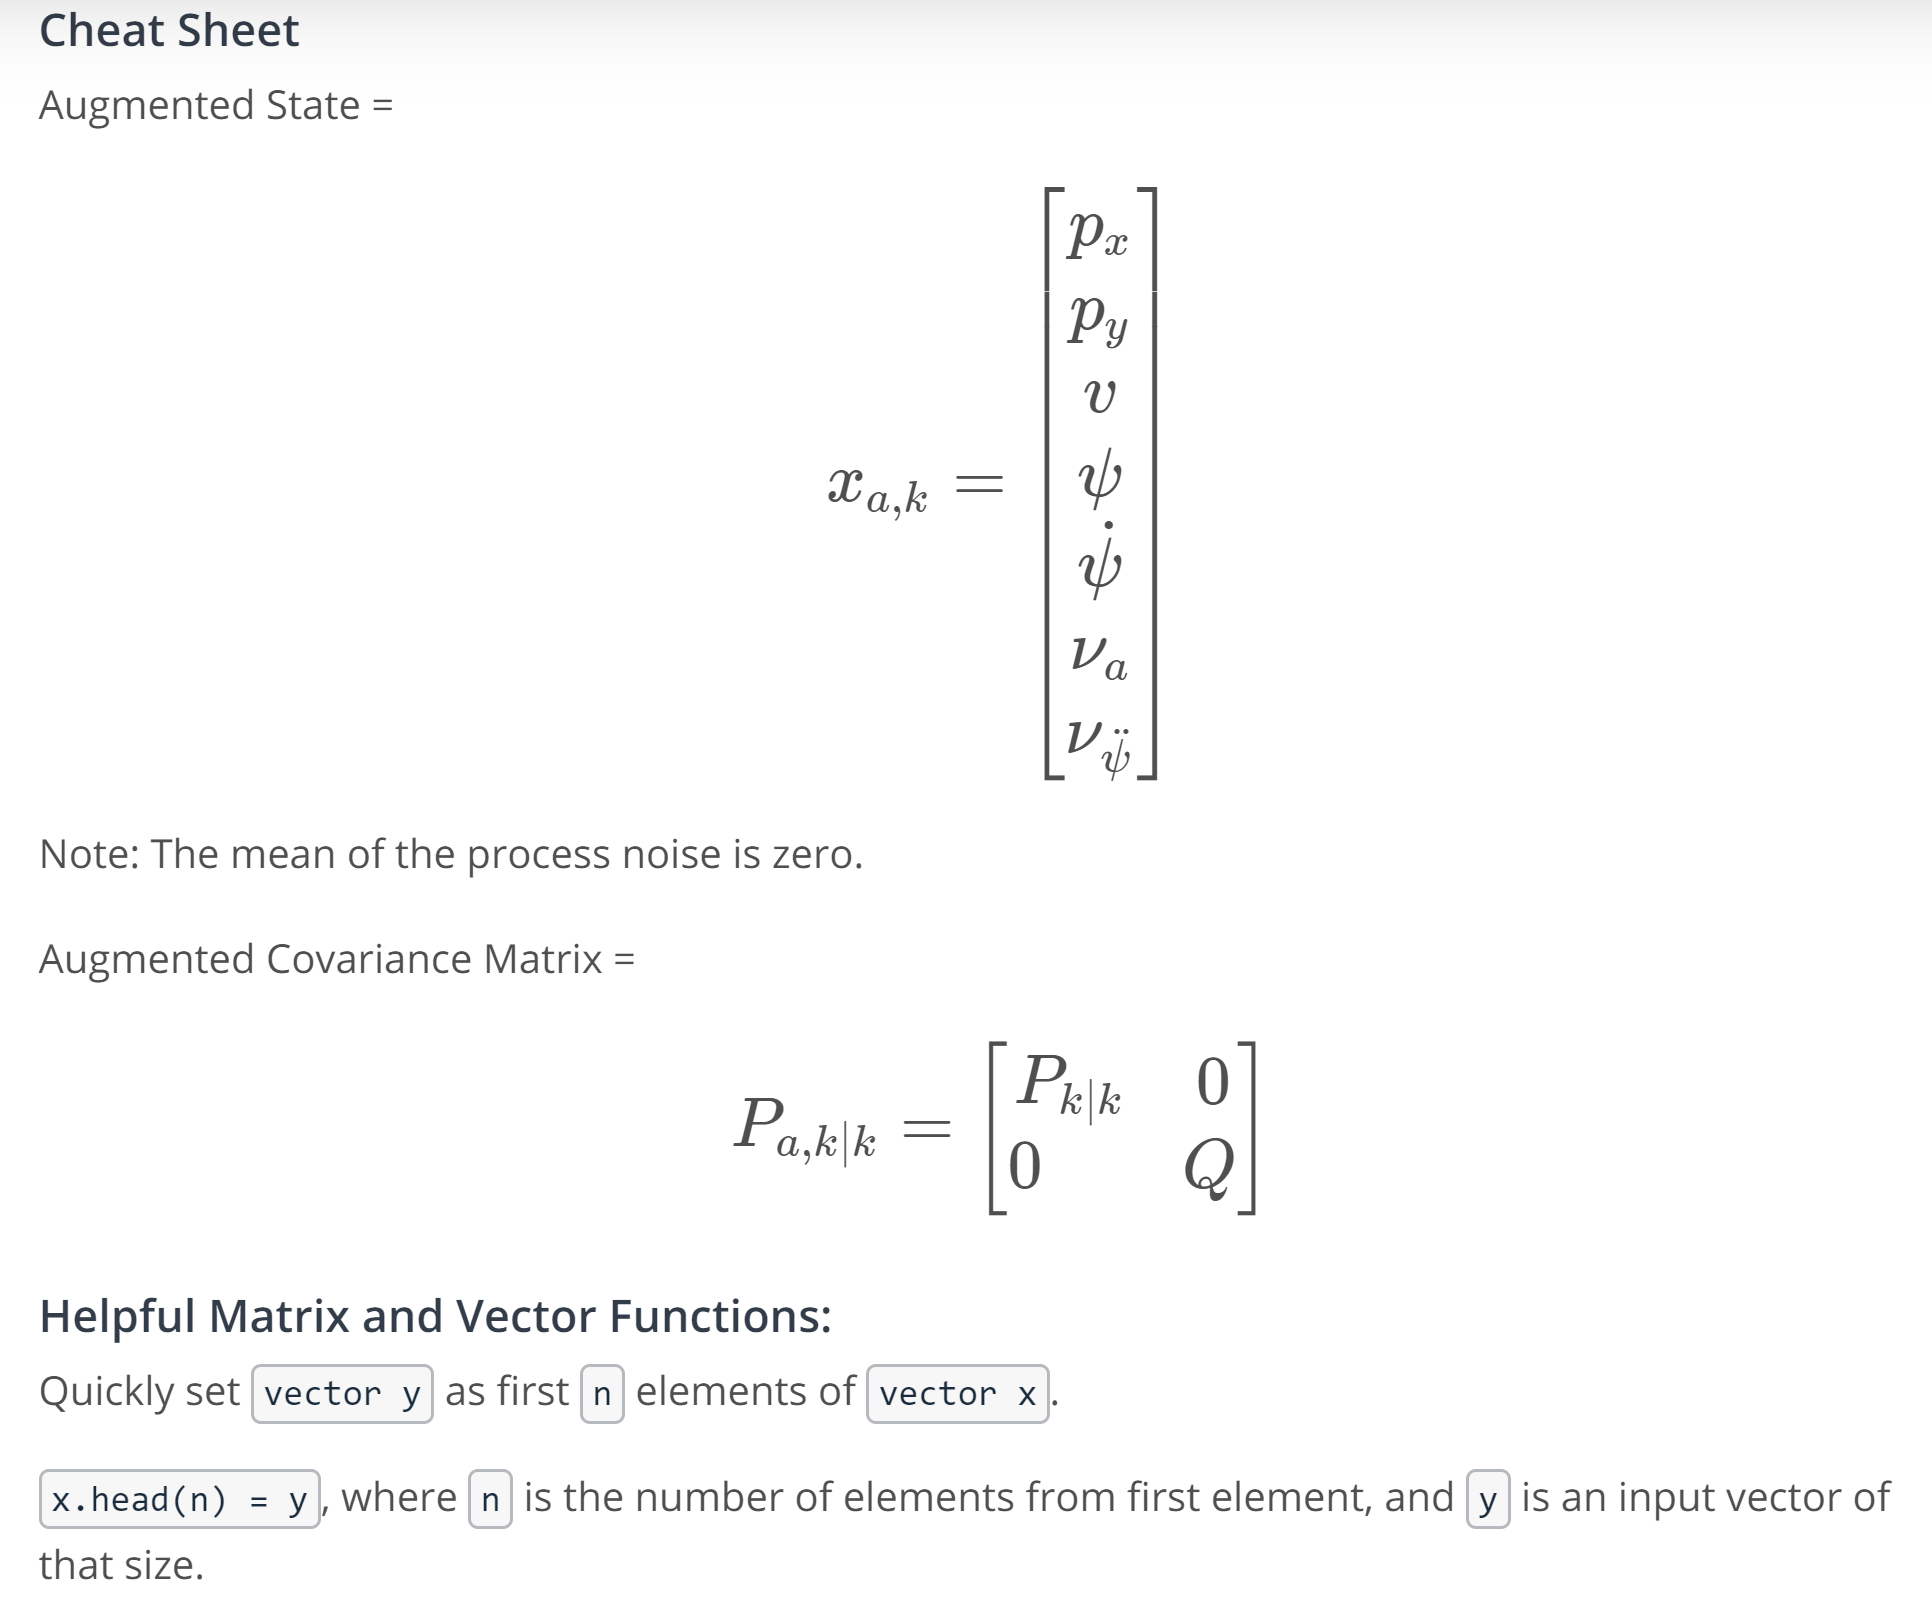 Cheat Sheet
Augmented State =
x_{a,k} = \begin{bmatrix} p_x \\ p_y \\ v \\ \psi \\ \dot{\psi} \\ \nu_a \\ \nu_{\ddot{\psi}} \end{bmatrix}
Note: The mean of the process noise is zero.
Augmented Covariance Matrix =
P_{a,k|k} = \begin{bmatrix} P_{k|k} & 0 \\ 0 & Q \end{bmatrix}
Helpful Matrix and Vector Functions:
Quickly set vector y as first n elements of vector x.
x.head(n) = y, where n is the number of elements from first element, and y is an input vector of
that size.